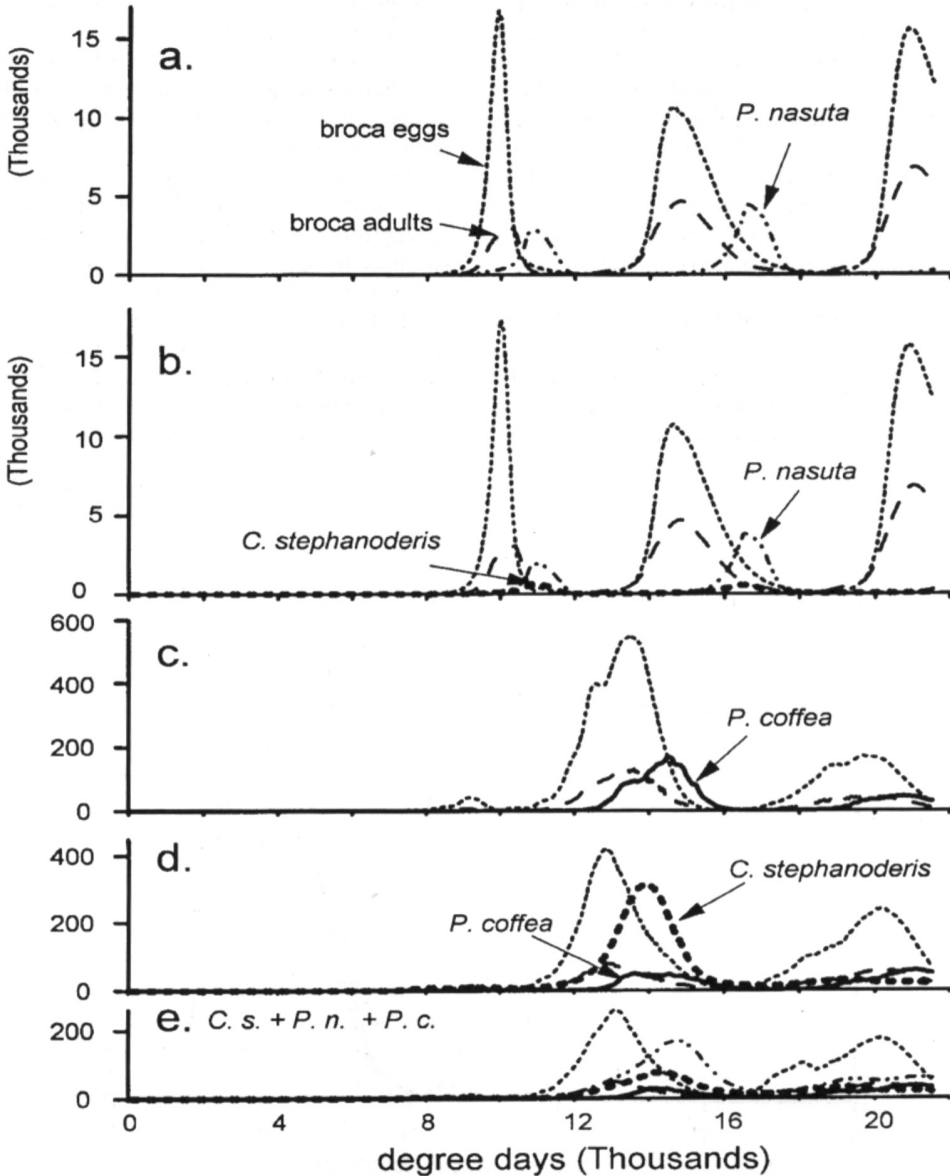 (Thousands)
15
10
5
0
a.
broca eggs
broca adults
P. nasuta
(Thousands)
15
10
5
0
b.
C. stephanoderis
P. nasuta
600
400
200
0
c.
P. coffea
400
200
0
d.
C. stephanoderis
P. coffea
200
0
e. C. s. + P. n. + P. c.
0 4 8 12 16 20
degree days (Thousands)